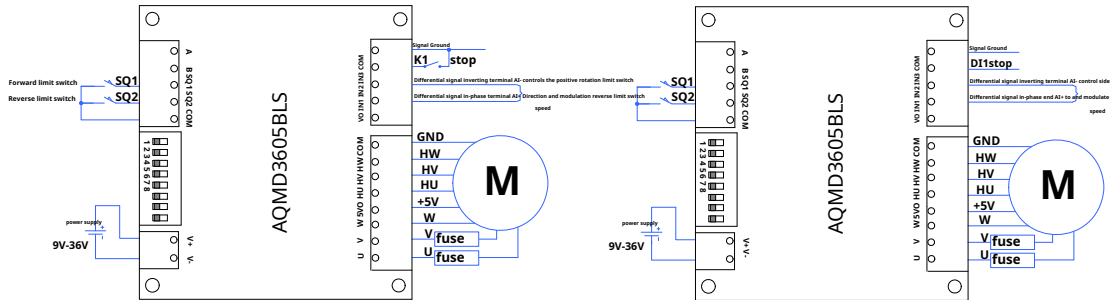 Signal Ground
K1 stop
Differential signal inverting terminal AI- controls the positive rotation limit switch
Differential signal in-phase terminal AI+ direction and modulation reverse limit switch
speed
Forward limit switch
Reverse limit switch
SQ1
SQ2
A
B SQ1 SQ2 COM
VO IN1 IN2 IN3 COM
1 2 3 4 5 6 7 8
AQMD3605BLS
U V W 5VO HU HV HW COM
GND
HW
HV
HU
+5V
W
V fuse
U fuse
M
power supply
9V-36V
V+
V-
Signal Ground
DI1stop
Differential signal inverting terminal AI- control side
Differential signal in-phase end AI+ to and modulate
speed
SQ1
SQ2
A
B SQ1 SQ2 COM
VO IN1 IN2 IN3 COM
1 2 3 4 5 6 7 8
AQMD3605BLS
U V W 5VO HU HV HW COM
GND
HW
HV
HU
+5V
W
V fuse
U fuse
M
power supply
9V-36V
V+
V-